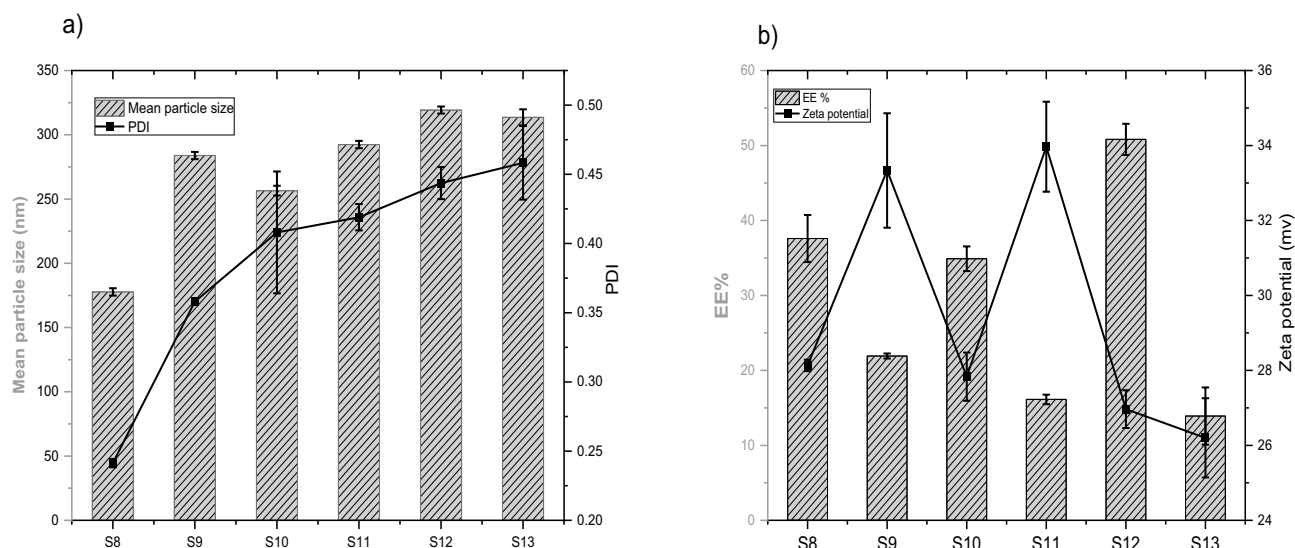 a)
350
300
250
200
150
100
50
0
Mean particle size (nm)
Mean particle size
PDI
0.50
0.45
0.40
0.35
0.30
0.25
0.20
PDI
S8 S9 S10 S11 S12 S13
b)
60
50
40
30
20
10
0
EE%
EE %
Zeta potential
36
34
32
30
28
26
24
Zeta potential (mv)
S8 S9 S10 S11 S12 S13